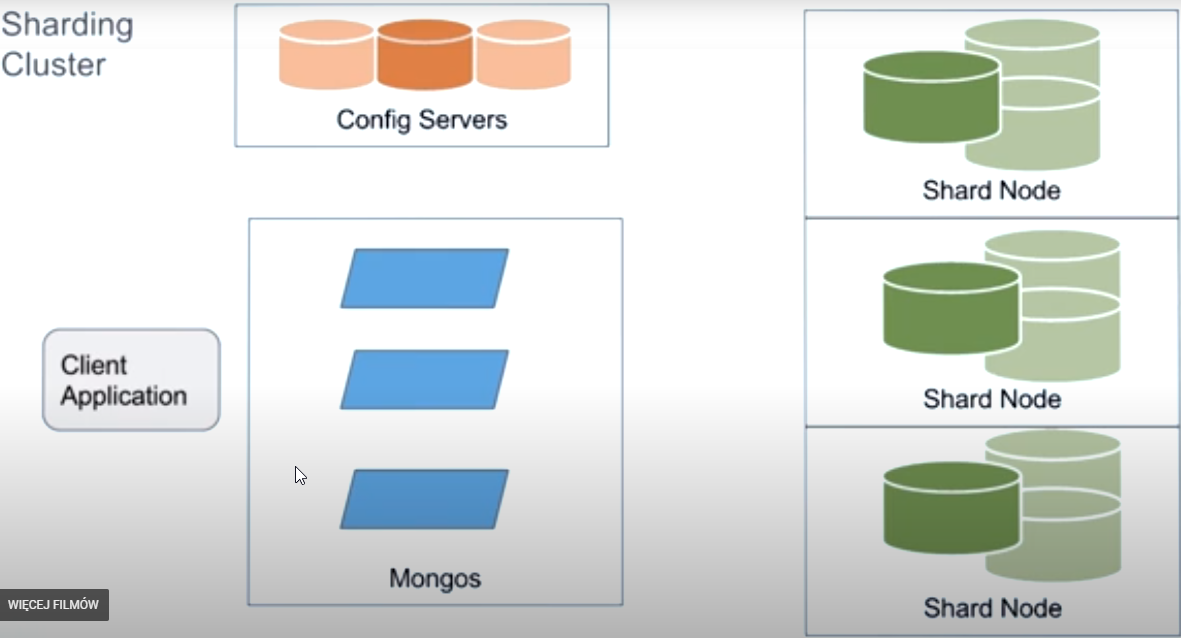 Sharding
Cluster
Config Servers
Shard Node
Client
Application
Shard Node
Mongos
Shard Node
WIĘCEJ FILMÓW